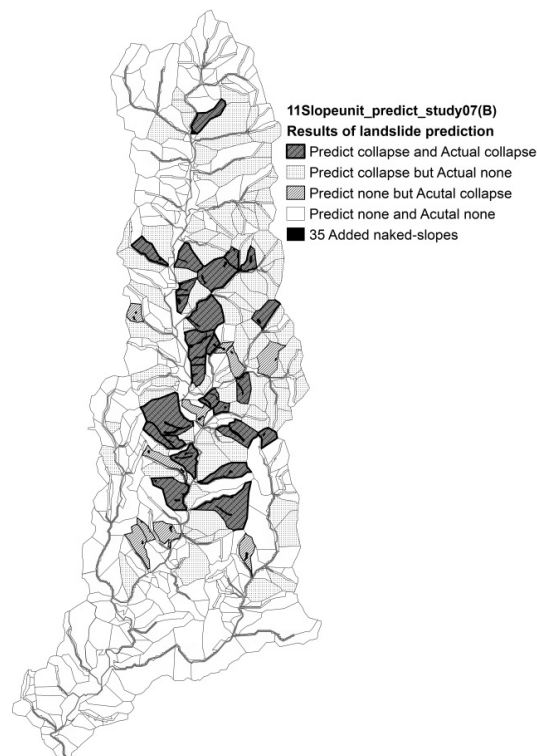 11Slopeunit_predict_study07(B)
Results of landslide prediction
Predict collapse and Actual collapse
Predict collapse but Actual none
Predict none but Acutal collapse
Predict none and Acutal none
35 Added naked-slopes